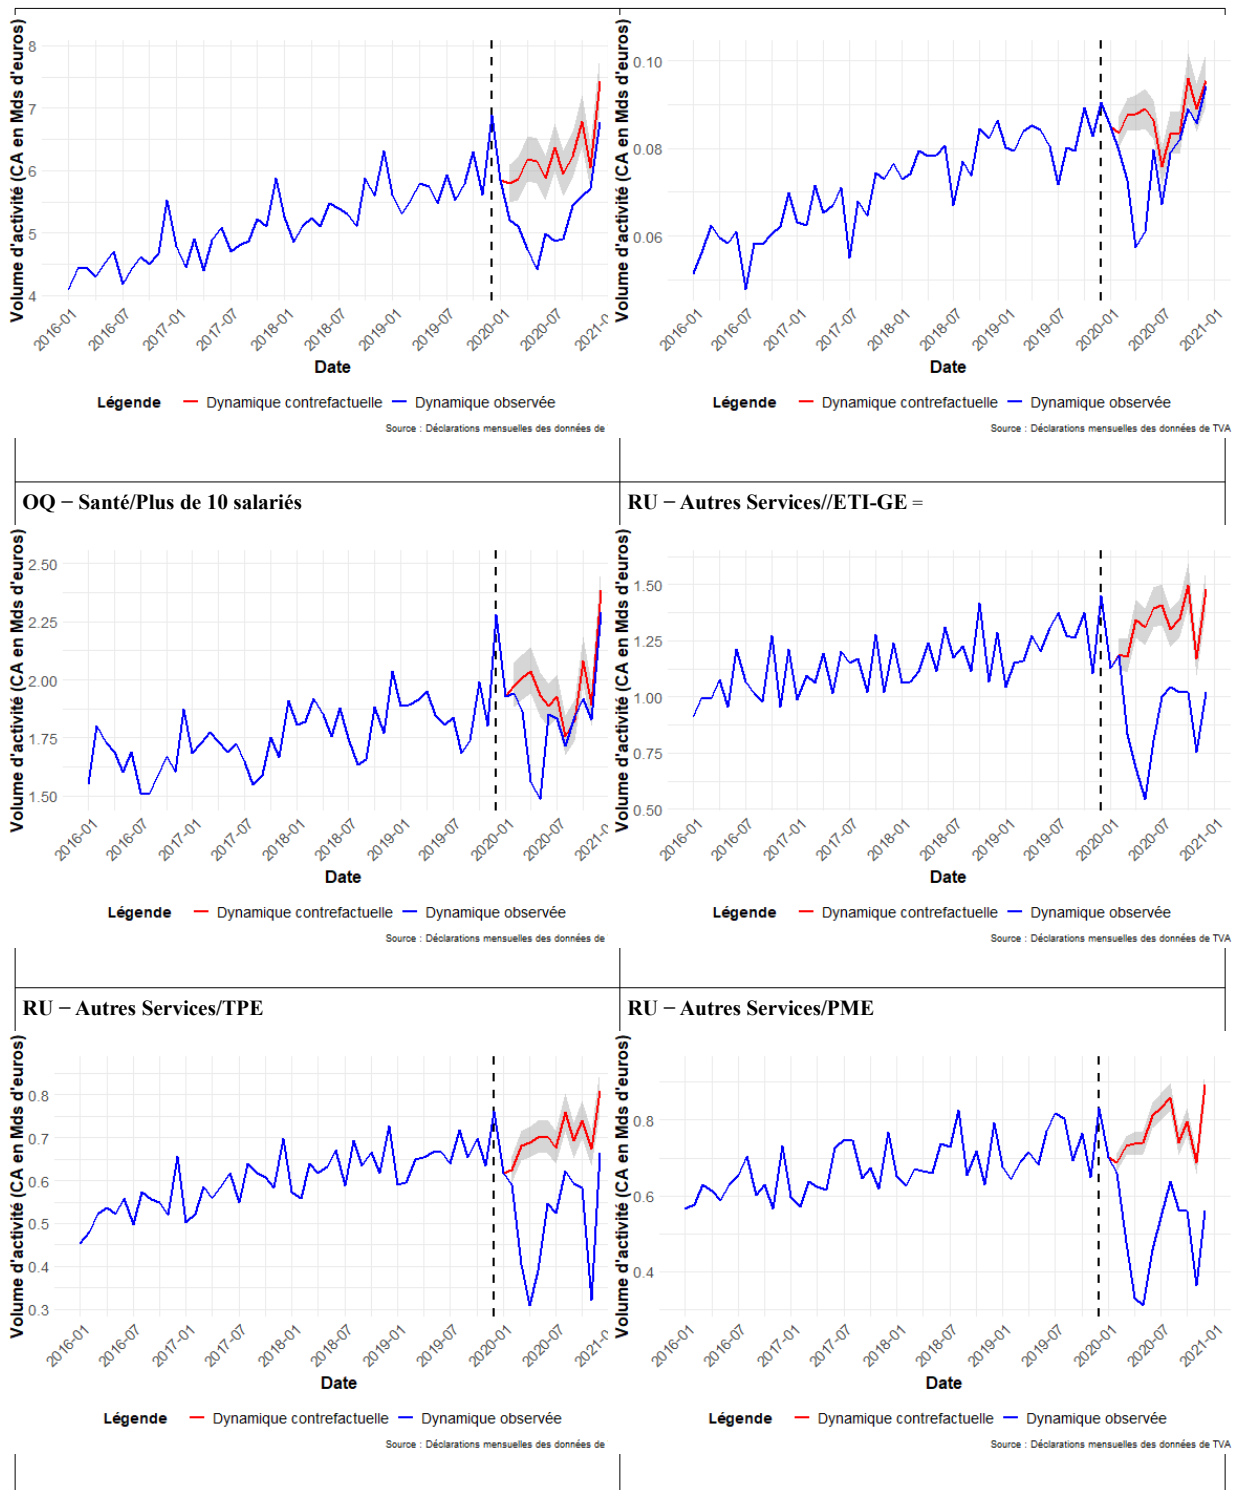 Volume d'activité (CA en Mds d'euros)
8
7
6
5
4
2016-01 2016-07 2017-01 2017-07 2018-01 2018-07 2019-01 2019-07 2020-01 2020-07 2021-0
Date
Légende Dynamique contrefactuelle Dynamique observée
Source : Déclarations mensuelles des données de
Volume d'activité (CA en Mds d'euros)
0.10
0.08
0.06
2016-01 2016-07 2017-01 2017-07 2018-01 2018-07 2019-01 2019-07 2020-01 2020-07 2021-01
Date
Légende Dynamique contrefactuelle Dynamique observée
Source : Déclarations mensuelles des données de TVA
OQ – Santé/Plus de 10 salariés
Volume d'activité (CA en Mds d'euros)
2.50
2.25
2.00
1.75
1.50
2016-01 2016-07 2017-01 2017-07 2018-01 2018-07 2019-01 2019-07 2020-01 2020-07 2021-01
Date
Légende Dynamique contrefactuelle Dynamique observée
Source : Déclarations mensuelles des données de
RU – Autres Services//ETI-GE =
Volume d'activité (CA en Mds d'euros)
1.50
1.25
1.00
0.75
0.50
2016-01 2016-07 2017-01 2017-07 2018-01 2018-07 2019-01 2019-07 2020-01 2020-07 2021-01
Date
Légende Dynamique contrefactuelle Dynamique observée
Source : Déclarations mensuelles des données de TVA
RU – Autres Services/TPE
Volume d'activité (CA en Mds d'euros)
0.8
0.7
0.6
0.5
0.4
0.3
2016-01 2016-07 2017-01 2017-07 2018-01 2018-07 2019-01 2019-07 2020-01 2020-07 2021-0
Date
Légende Dynamique contrefactuelle Dynamique observée
Source : Déclarations mensuelles des données de
RU – Autres Services/PME
Volume d'activité (CA en Mds d'euros)
0.8
0.6
0.4
2016-01 2016-07 2017-01 2017-07 2018-01 2018-07 2019-01 2019-07 2020-01 2020-07 2021-01
Date
Légende Dynamique contrefactuelle Dynamique observée
Source : Déclarations mensuelles des données de TVA